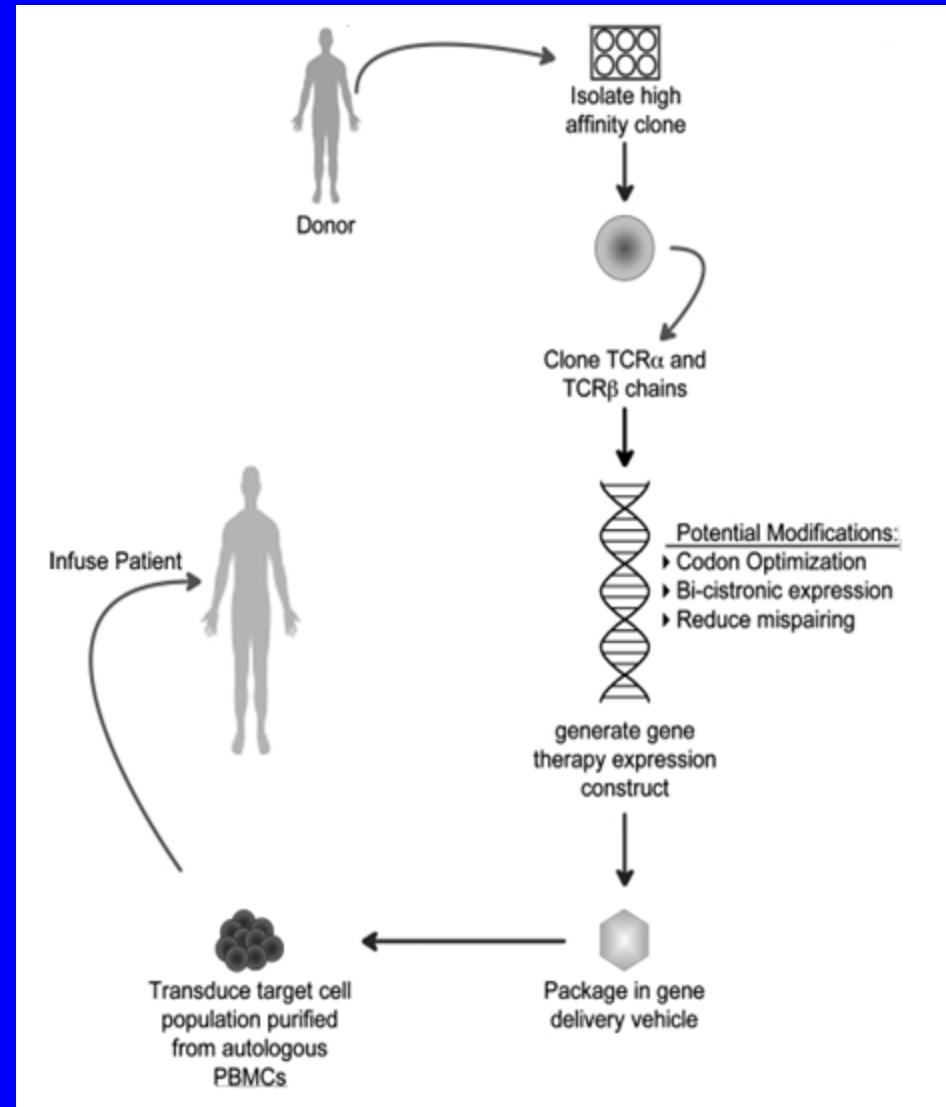 Isolate high
affinity clone
Donor
Clone TCRα and
TCRβ chains
Potential Modifications:
Codon Optimization
Bi-cistronic expression
Reduce mispairing
generate gene
therapy expression
construct
Package in gene
delivery vehicle
Transduce target cell
population purified
from autologous
PBMCs
Infuse Patient